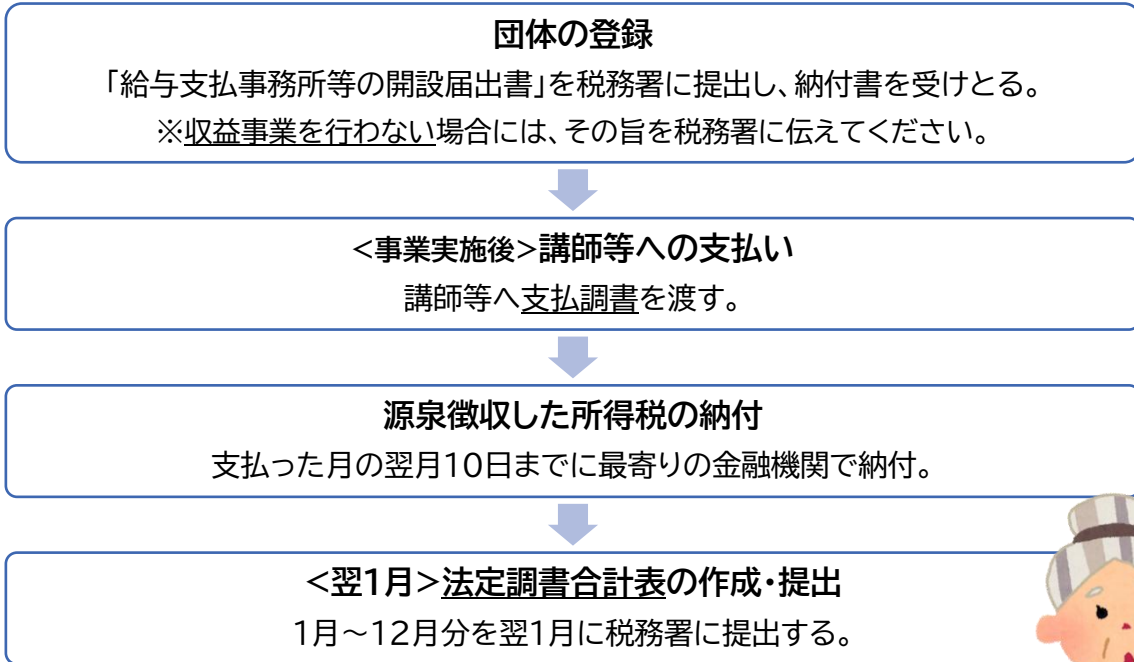 団体の登録
「給与支払事務所等の開設届出書」を税務署に提出し、納付書を受けとる。
※収益事業を行わない場合には、その旨を税務署に伝えてください。
<事業実施後>講師等への支払い
講師等へ支払調書を渡す。
源泉徴収した所得税の納付
支払った月の翌月10日までに最寄りの金融機関で納付。
<翌1月>法定調書合計表の作成・提出
1月～12月分を翌1月に税務署に提出する。